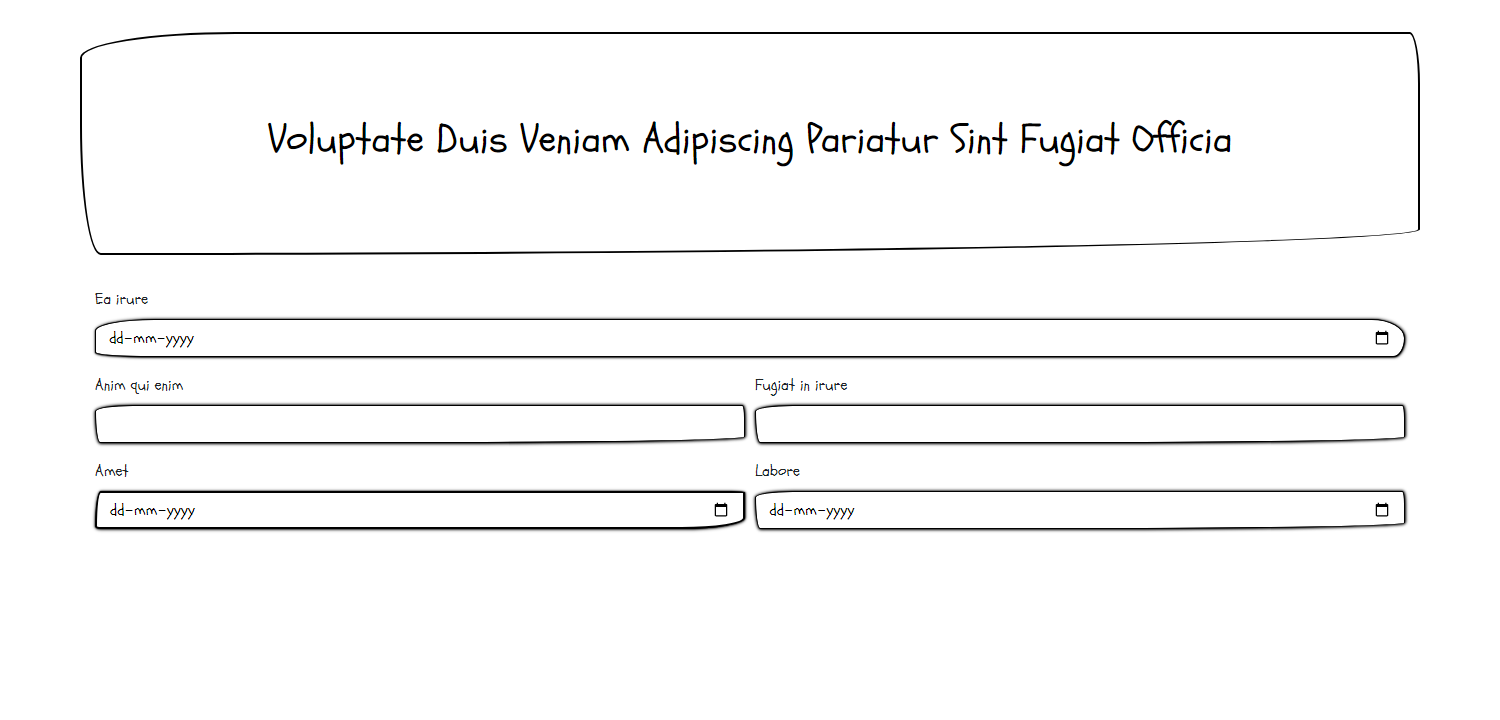 Voluptate Duis Veniam Adipiscing Pariatur Sint Fugiat Officia
Ea irure
dd-mm-yyyy
Anim qui enim
Fugiat in irure
Amet
Labore
dd-mm-yyyy
dd-mm-yyyy